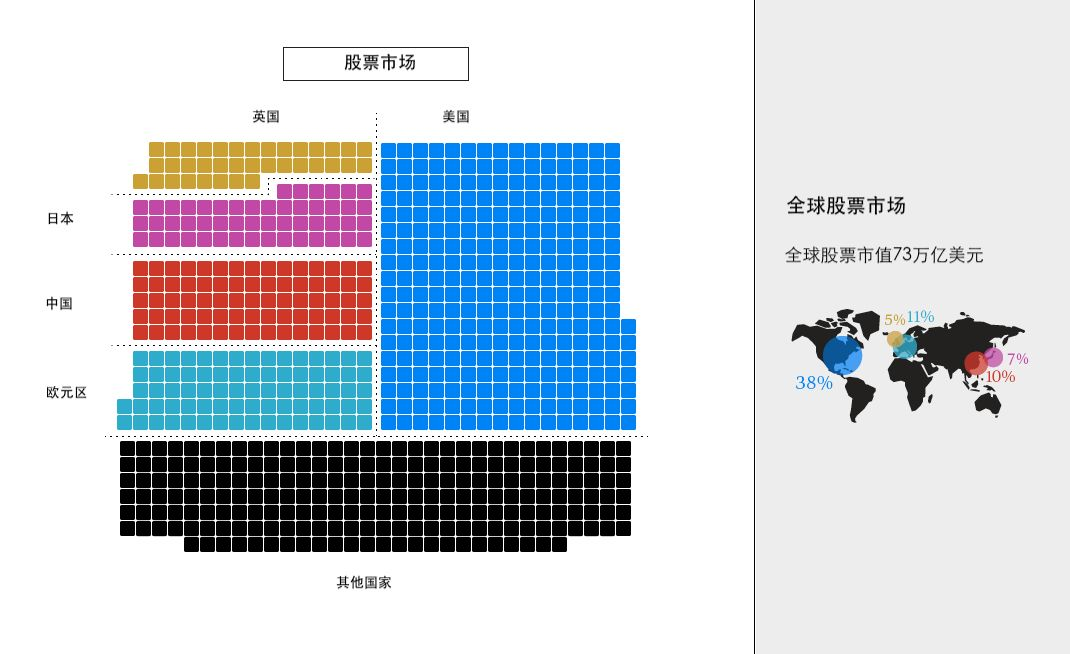 股票市场
英国
美国
日本
中国
欧元区
其他国家
全球股票市场
全球股票市值73万亿美元
5%
11%
38%
7%
10%